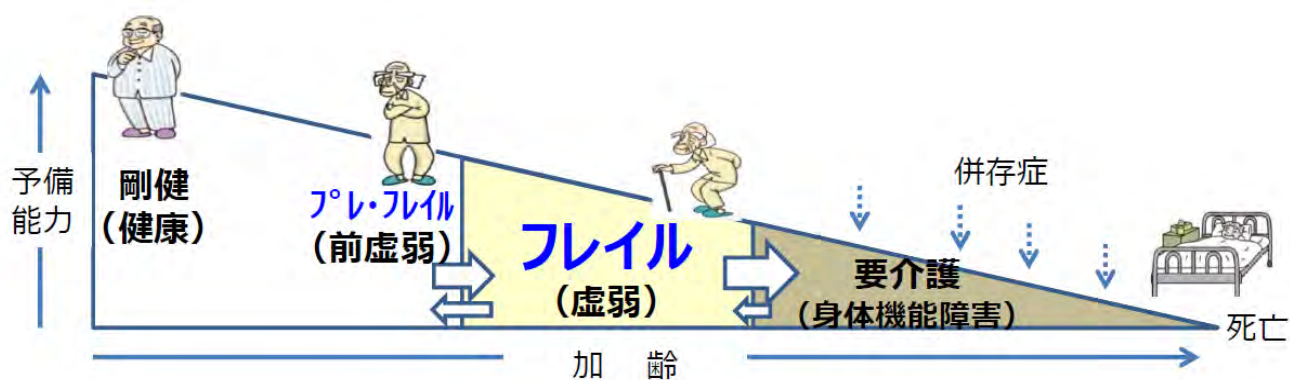 予備
能力
剛健
（健康）
プレ・フレイル
（前虚弱）
フレイル
（虚弱）
要介護
（身体機能障害）
併存症
死亡
加　齢